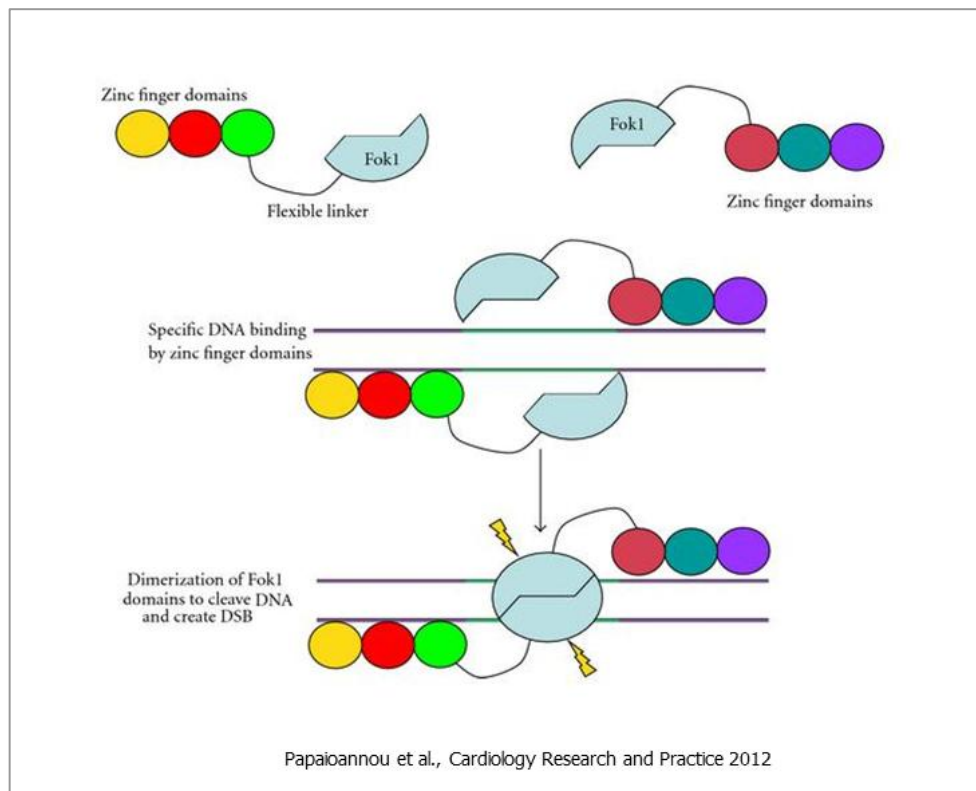 Zinc finger domains
Fok1
Flexible linker
Fok1
Zinc finger domains
Specific DNA binding
by zinc finger domains
Dimerization of Fok1
domains to cleave DNA
and create DSB
Papaioannou et al., Cardiology Research and Practice 2012